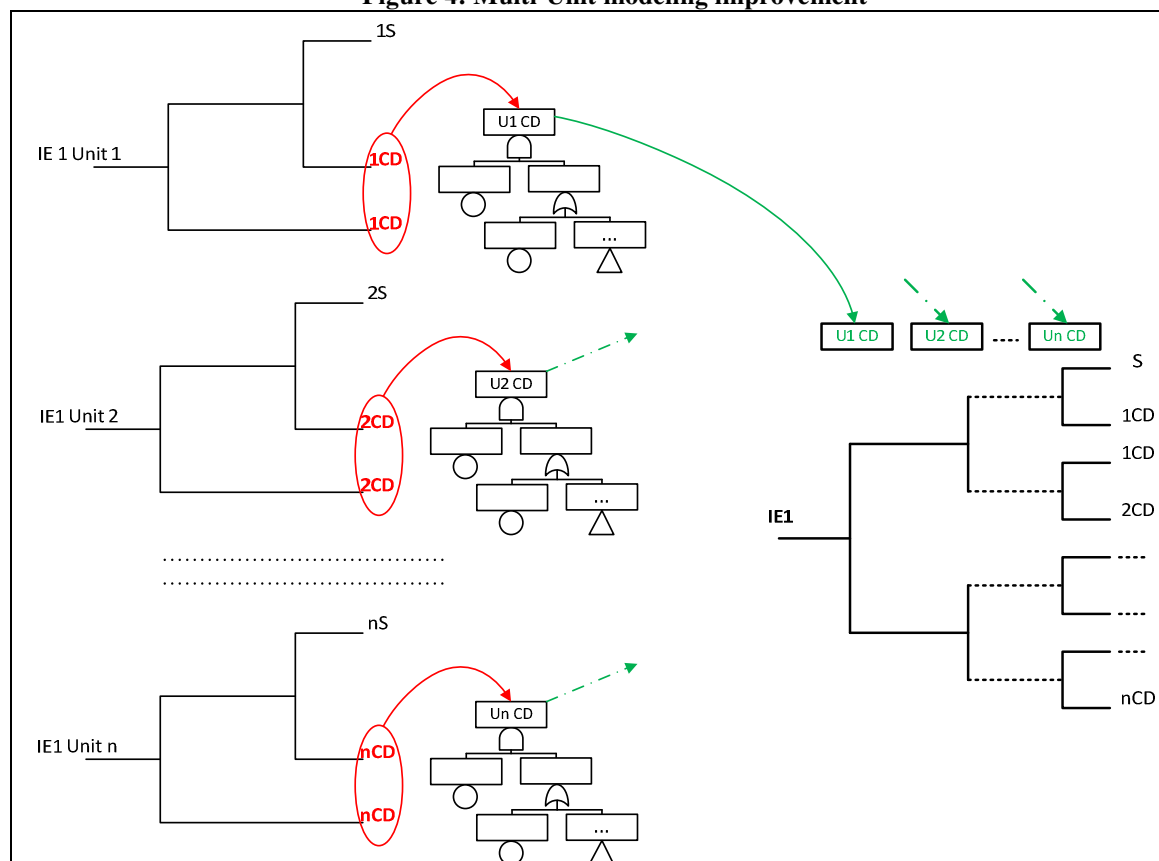 Figure 4: Multi-Unit modeling improvement
1S
U1 CD
IE 1 Unit 1
1CD
1CD
...
2S
U1 CD
U2 CD
.....
Un CD
S
U2 CD
1CD
IE1 Unit 2
2CD
1CD
2CD
...
2CD
IE1
nS
Un CD
nCD
IE1 Unit n
nCD
nCD
...